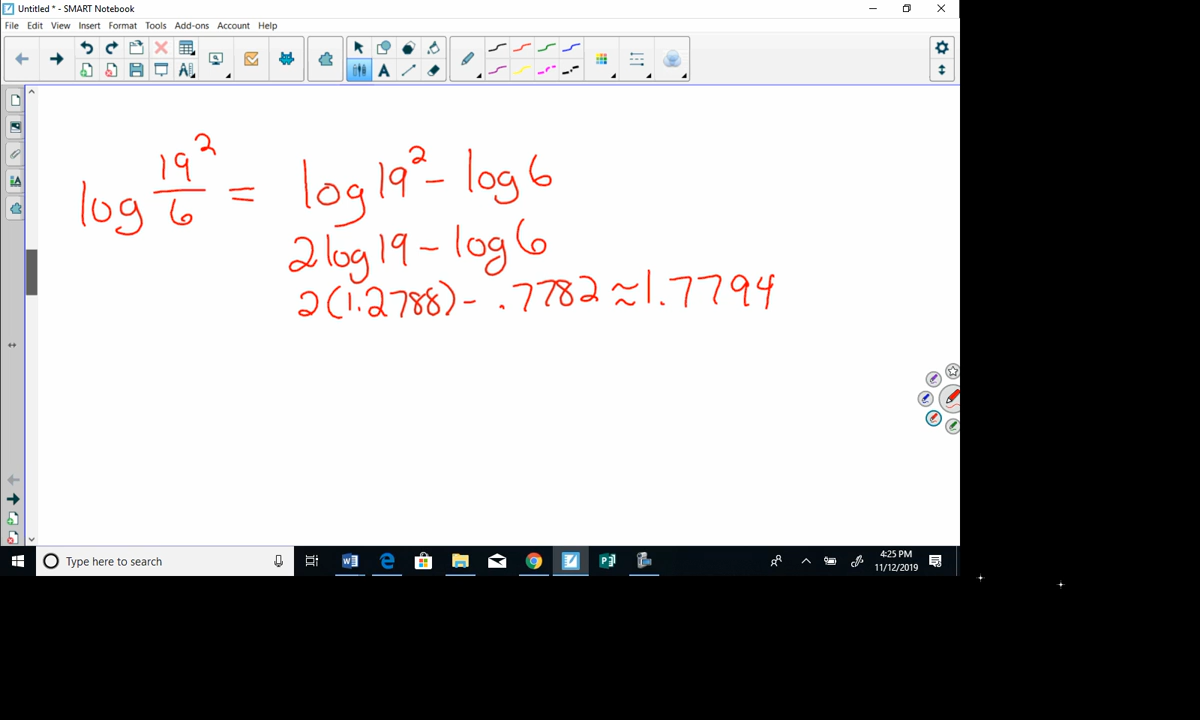 Untitled * - SMART Notebook
File Edit View Insert Format Tools Add-ons Account Help
log 19²/6 = log 19² - log 6
2 log 19 - log 6
2(1.2788) - .7782 ≈ 1.7794
Type here to search
4:25 PM
11/12/2019